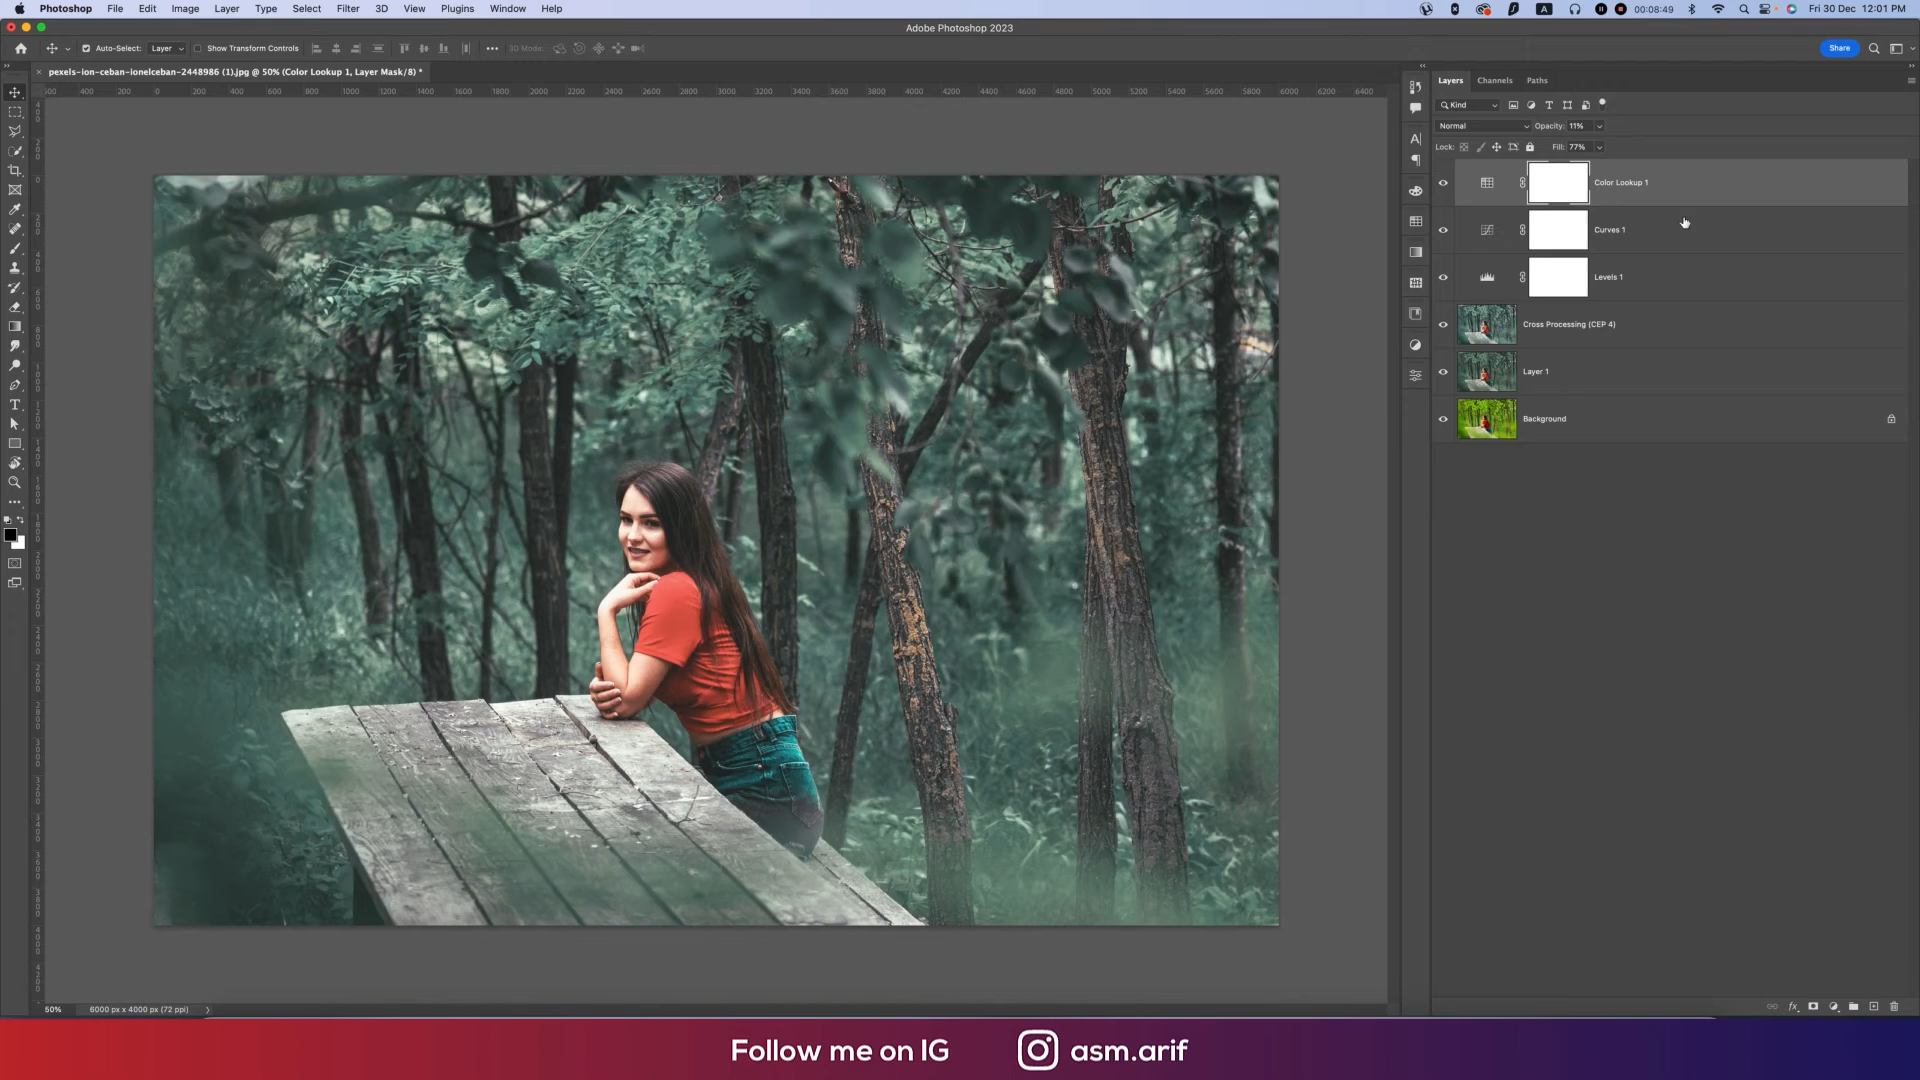 Photoshop File Edit Image Layer Type Select Filter 3D View Plugins Window Help
00:08:49 Fri 30 Dec 12:01 PM
Adobe Photoshop 2023
Auto-Select: Layer Show Transform Controls 3D Mode: Share
pexels-ion-ceban-ionelceban-2448986 (1).jpg @ 50% (Color Lookup 1, Layer Mask/8) *
Layers Channels Paths
Kind
Normal Opacity: 11%
Lock: Fill: 77%
Color Lookup 1
Curves 1
Levels 1
Cross Processing (CEP 4)
Layer 1
Background
50% 6000 px x 4000 px (72 ppi)
Follow me on IG asm.arif